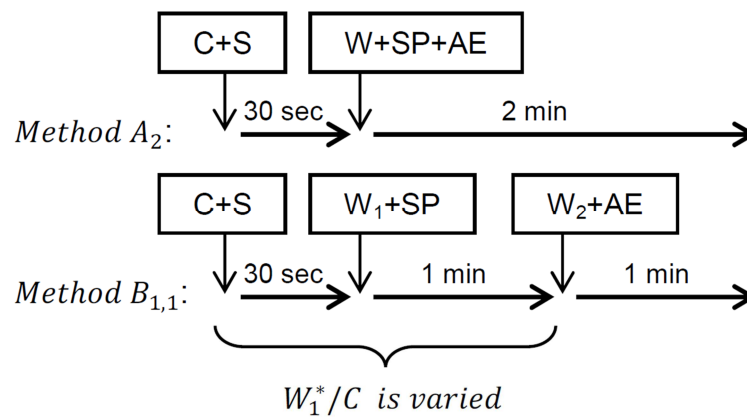 C+S W+SP+AE
Method A₂: 30 sec 2 min
C+S W₁+SP W₂+AE
Method B₁,₁: 30 sec 1 min 1 min
W₁*/C is varied